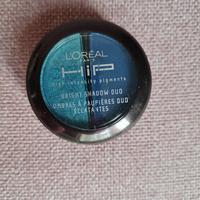 L'ORÉAL
PARIS
HiP
high intensity pigments
BRIGHT SHADOW DUO
OMBRES À PAUPIÈRES DUO
ÉCLATANTES